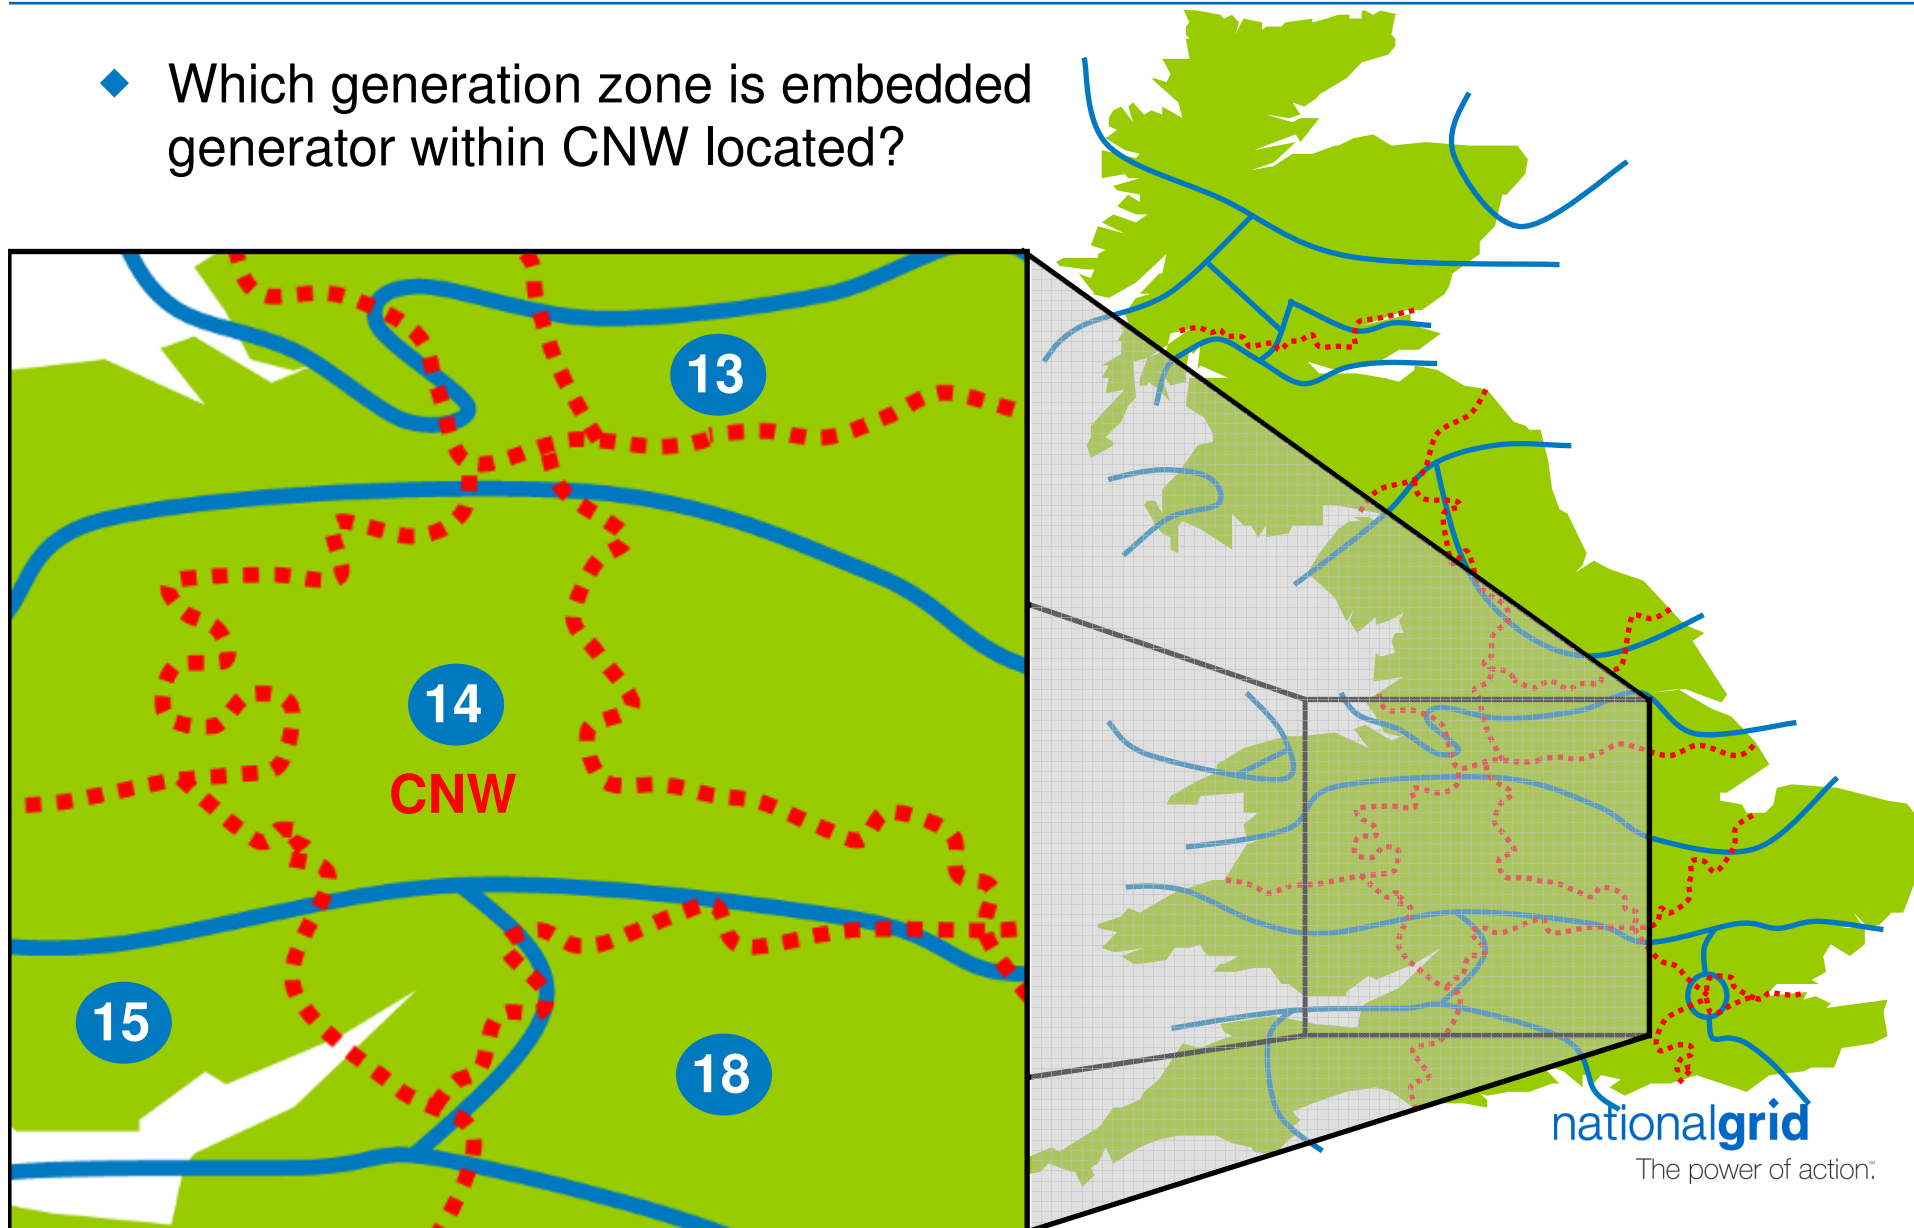 Which generation zone is embedded
generator within CNW located?
13
14
CNW
15
18
nationalgrid
The power of action.